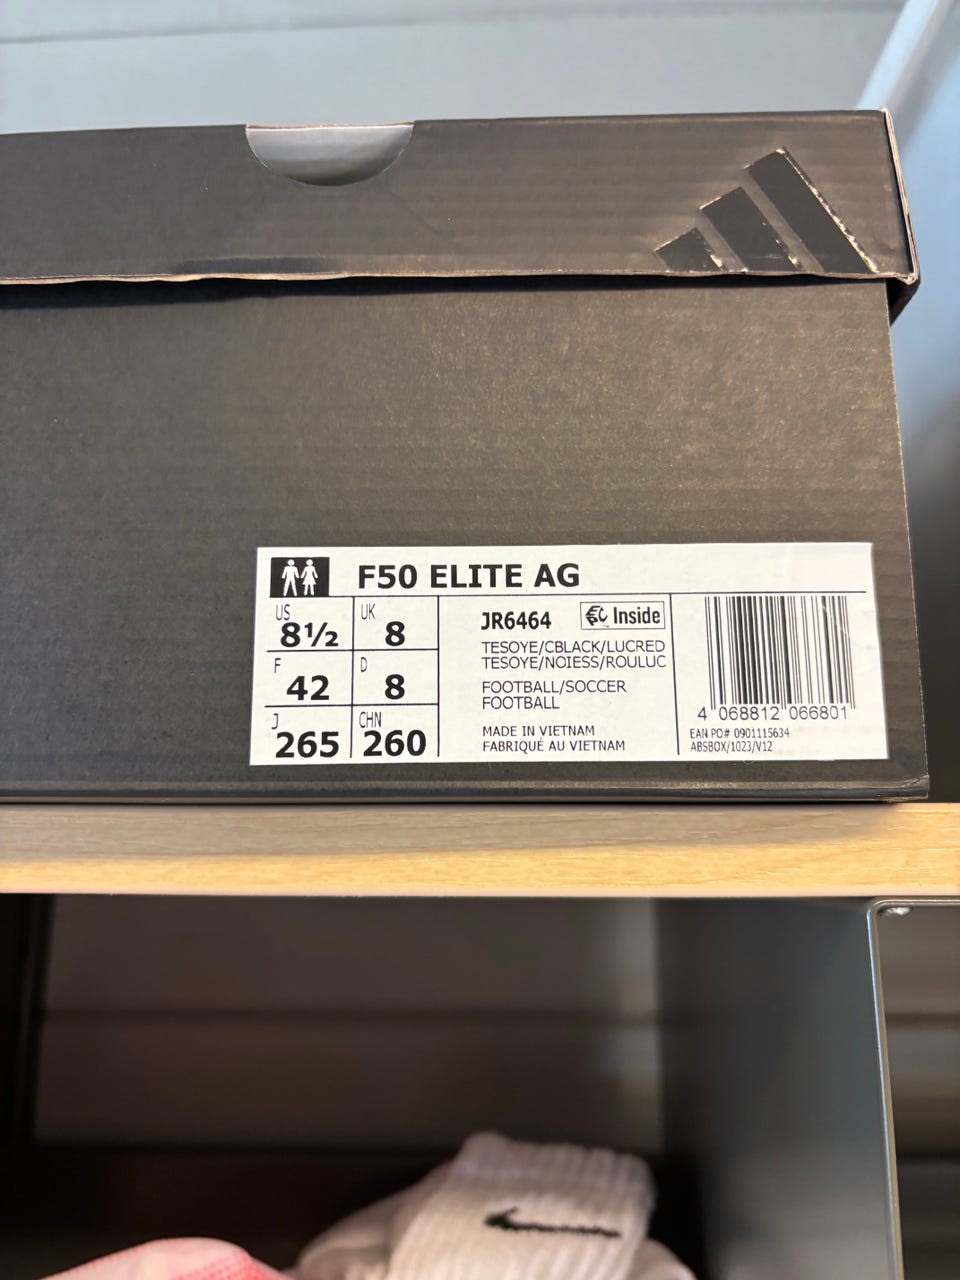 F50 ELITE AG
US
8½
UK
8
F
42
D
8
J
265
CHN
260
JR6464
Inside
TESOYE/CBLACK/LUCRED
TESOYE/NOIESS/ROULUC
FOOTBALL/SOCCER
FOOTBALL
MADE IN VIETNAM
FABRIQUÉ AU VIETNAM
4 068812 066801
EAN PO# 0901115634
ABSBOX/1023/V12